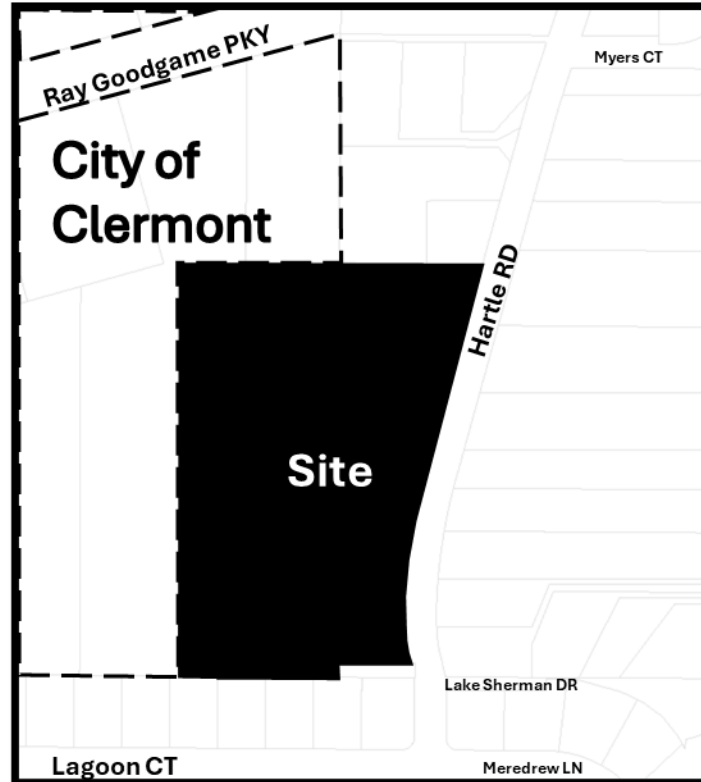 Ray Goodgame PKY
Myers CT
City of
Clermont
Hartle RD
Site
Lake Sherman DR
Lagoon CT
Meredrew LN